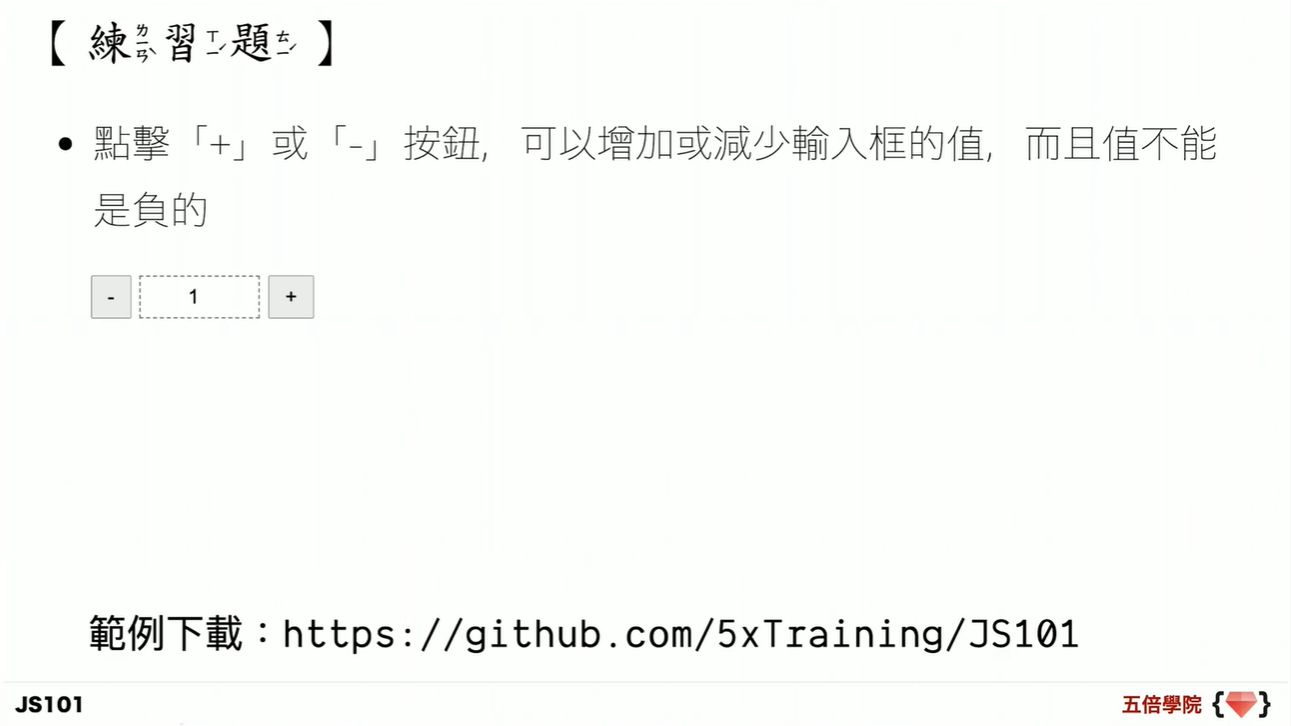 【 練ㄌㄧㄢˋ習ㄒㄧˊ題ㄊㄧˊ 】
• 點擊「+」或「-」按鈕，可以增加或減少輸入框的值，而且值不能
是負的
- 1 +
範例下載：https://github.com/5xTraining/JS101
JS101 五倍學院